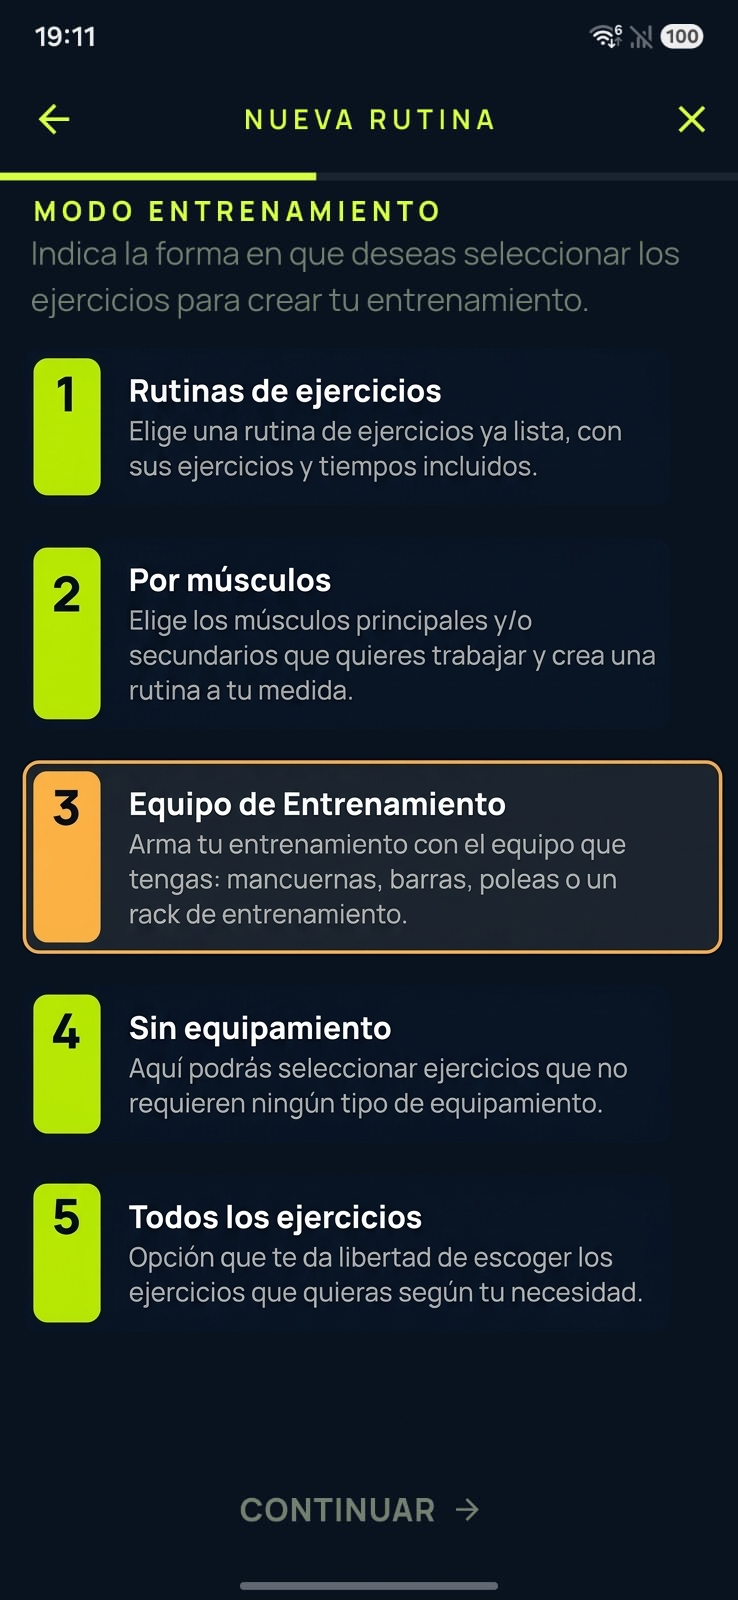 19:11
6
100
NUEVA RUTINA
MODO ENTRENAMIENTO
Indica la forma en que deseas seleccionar los
ejercicios para crear tu entrenamiento.
1
Rutinas de ejercicios
Elige una rutina de ejercicios ya lista, con
sus ejercicios y tiempos incluidos.
2
Por músculos
Elige los músculos principales y/o
secundarios que quieres trabajar y crea una
rutina a tu medida.
3
Equipo de Entrenamiento
Arma tu entrenamiento con el equipo que
tengas: mancuernas, barras, poleas o un
rack de entrenamiento.
4
Sin equipamiento
Aquí podrás seleccionar ejercicios que no
requieren ningún tipo de equipamiento.
5
Todos los ejercicios
Opción que te da libertad de escoger los
ejercicios que quieras según tu necesidad.
CONTINUAR →